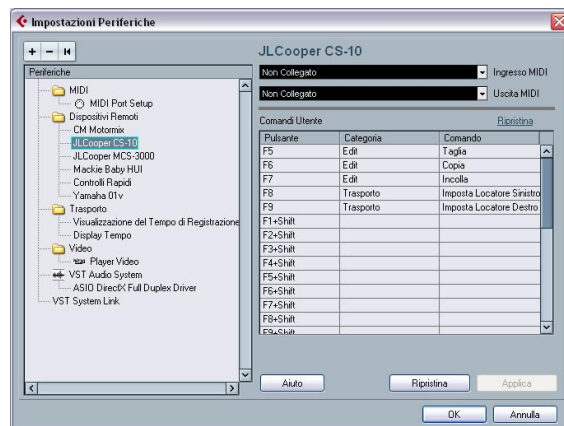 Impostazioni Periferiche
JLCooper CS-10
Periferiche
MIDI
MIDI Port Setup
Dispositivi Remoti
CM Motormix
JLCooper CS-10
JLCooper MCS-3000
Mackie Baby HUI
Controlli Rapidi
Yamaha 01v
Trasporto
Visualizzazione del Tempo di Registrazione
Display Tempo
Video
Player Video
VST Audio System
ASIO DirectX Full Duplex Driver
VST System Link
Non Collegato Ingresso MIDI
Non Collegato Uscita MIDI
Comandi Utente Ripristina
Pulsante Categoria Comando
F5 Edit Taglia
F6 Edit Copia
F7 Edit Incolla
F8 Trasporto Imposta Locatore Sinistro
F9 Trasporto Imposta Locatore Destro
F1+Shift
F2+Shift
F3+Shift
F4+Shift
F5+Shift
F6+Shift
F7+Shift
F8+Shift
F9+Shift
Aiuto Ripristina Applica
OK Annulla